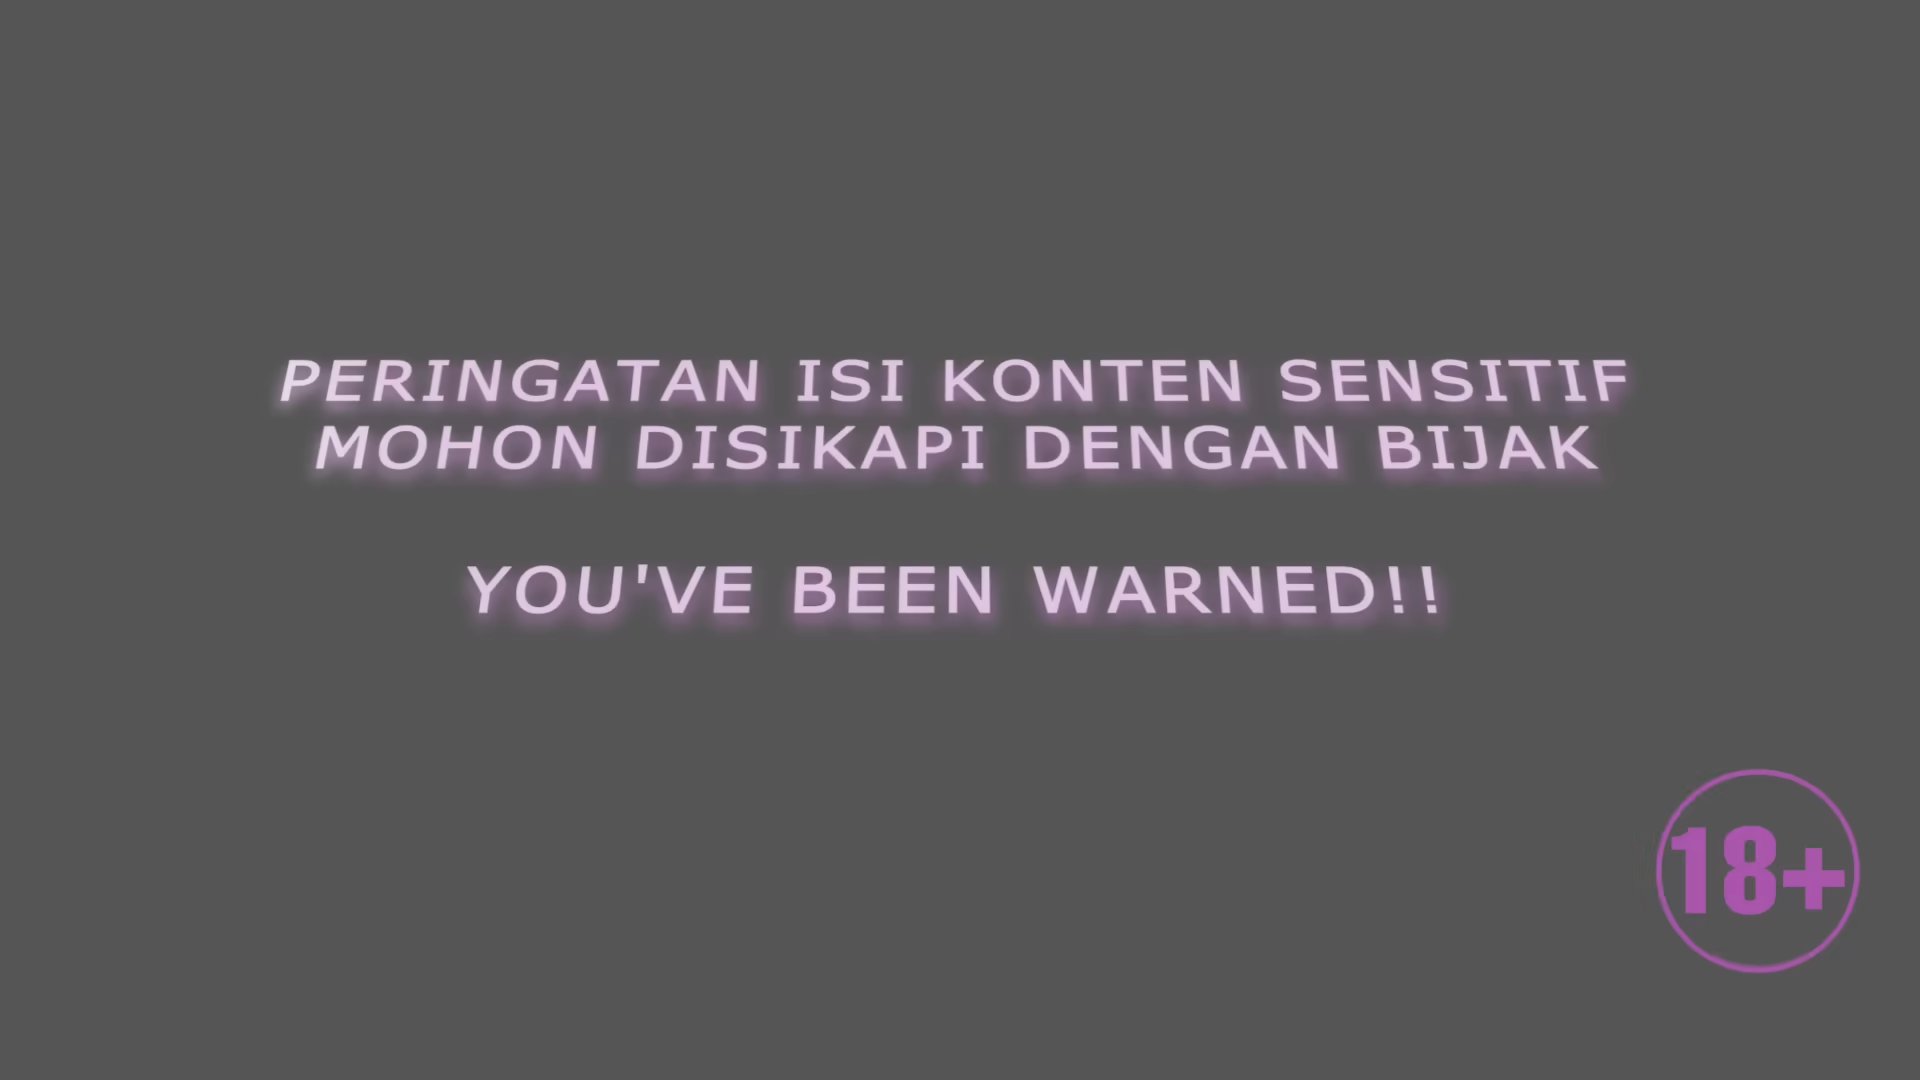 PERINGATAN ISI KONTEN SENSITIF
MOHON DISIKAPI DENGAN BIJAK
YOU'VE BEEN WARNED!!
18+